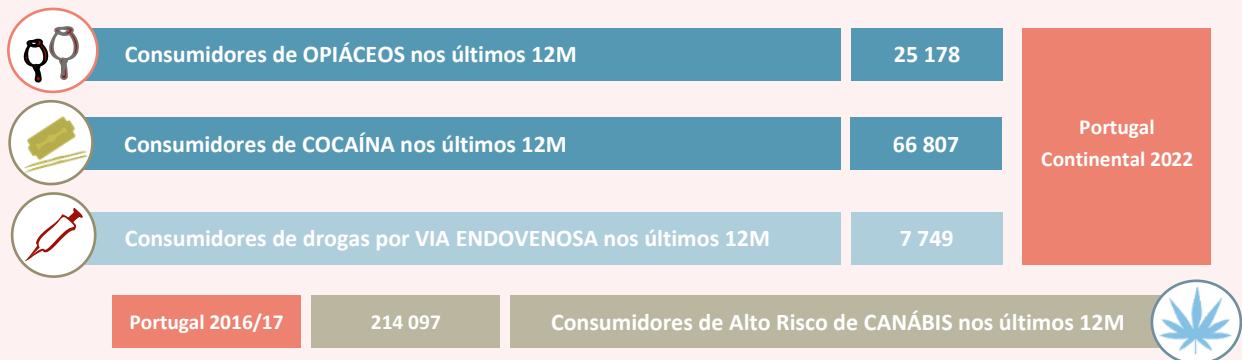 Consumidores de OPIÁCEOS nos últimos 12M
25 178
Consumidores de COCAÍNA nos últimos 12M
66 807
Portugal
Continental 2022
Consumidores de drogas por VIA ENDOVENOSA nos últimos 12M
7 749
Portugal 2016/17
214 097
Consumidores de Alto Risco de CANÁBIS nos últimos 12M